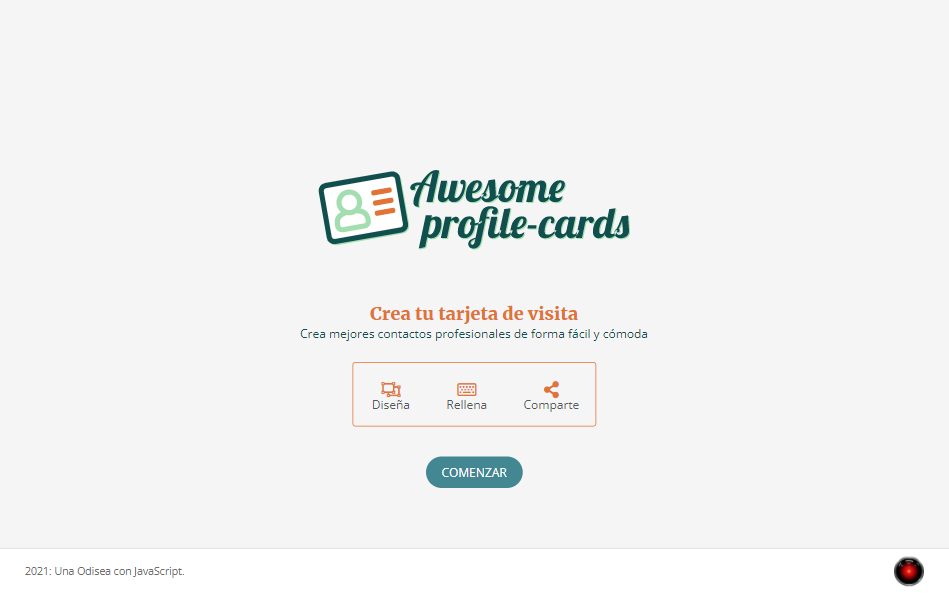 Awesome
profile-cards
Crea tu tarjeta de visita
Crea mejores contactos profesionales de forma fácil y cómoda
Diseña Rellena Comparte
COMENZAR
2021: Una Odisea con JavaScript.